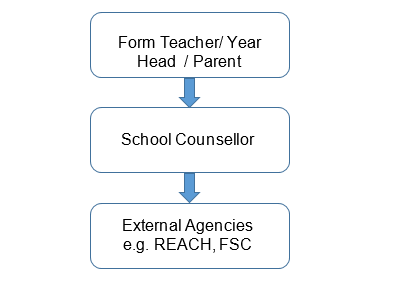 Form Teacher/ Year
Head / Parent
School Counsellor
External Agencies
e.g. REACH, FSC